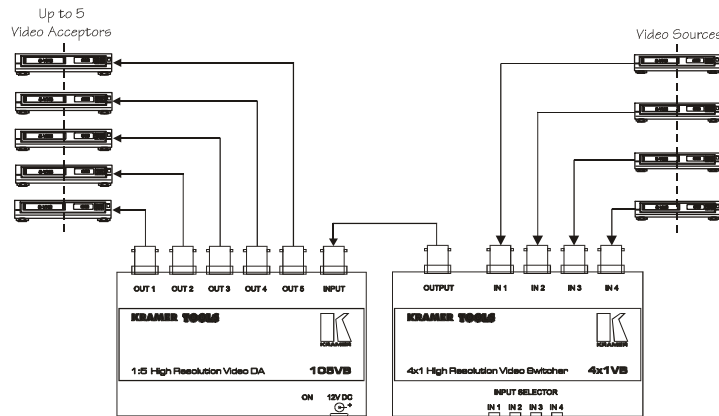 Up to 5
Video Acceptors
Video Sources
OUT 1 OUT 2 OUT 3 OUT 4 OUT 5 INPUT
OUTPUT IN 1 IN 2 IN 3 IN 4
KRAMER TOOLS
KRAMER
1:5 High Resolution Video DA 105VB
ON 12V DC
KRAMER TOOLS
KRAMER
4x1 High Resolution Video Switcher 4x1VB
INPUT SELECTOR
IN 1 IN 2 IN 3 IN 4